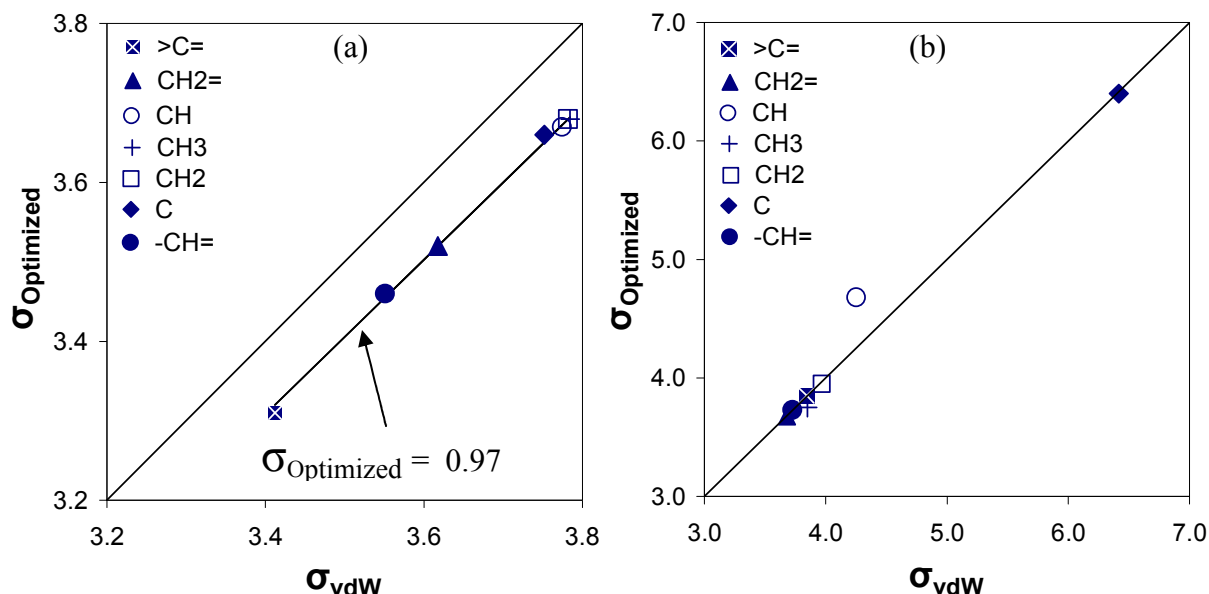 (a)
>C=
CH2=
CH
CH3
CH2
C
-CH=
3.8
3.6
3.4
3.2
3.2
3.4
3.6
3.8
σOptimized
σvdW
σOptimized = 0.97
(b)
>C=
CH2=
CH
CH3
CH2
C
-CH=
7.0
6.0
5.0
4.0
3.0
3.0
4.0
5.0
6.0
7.0
σOptimized
σvdW